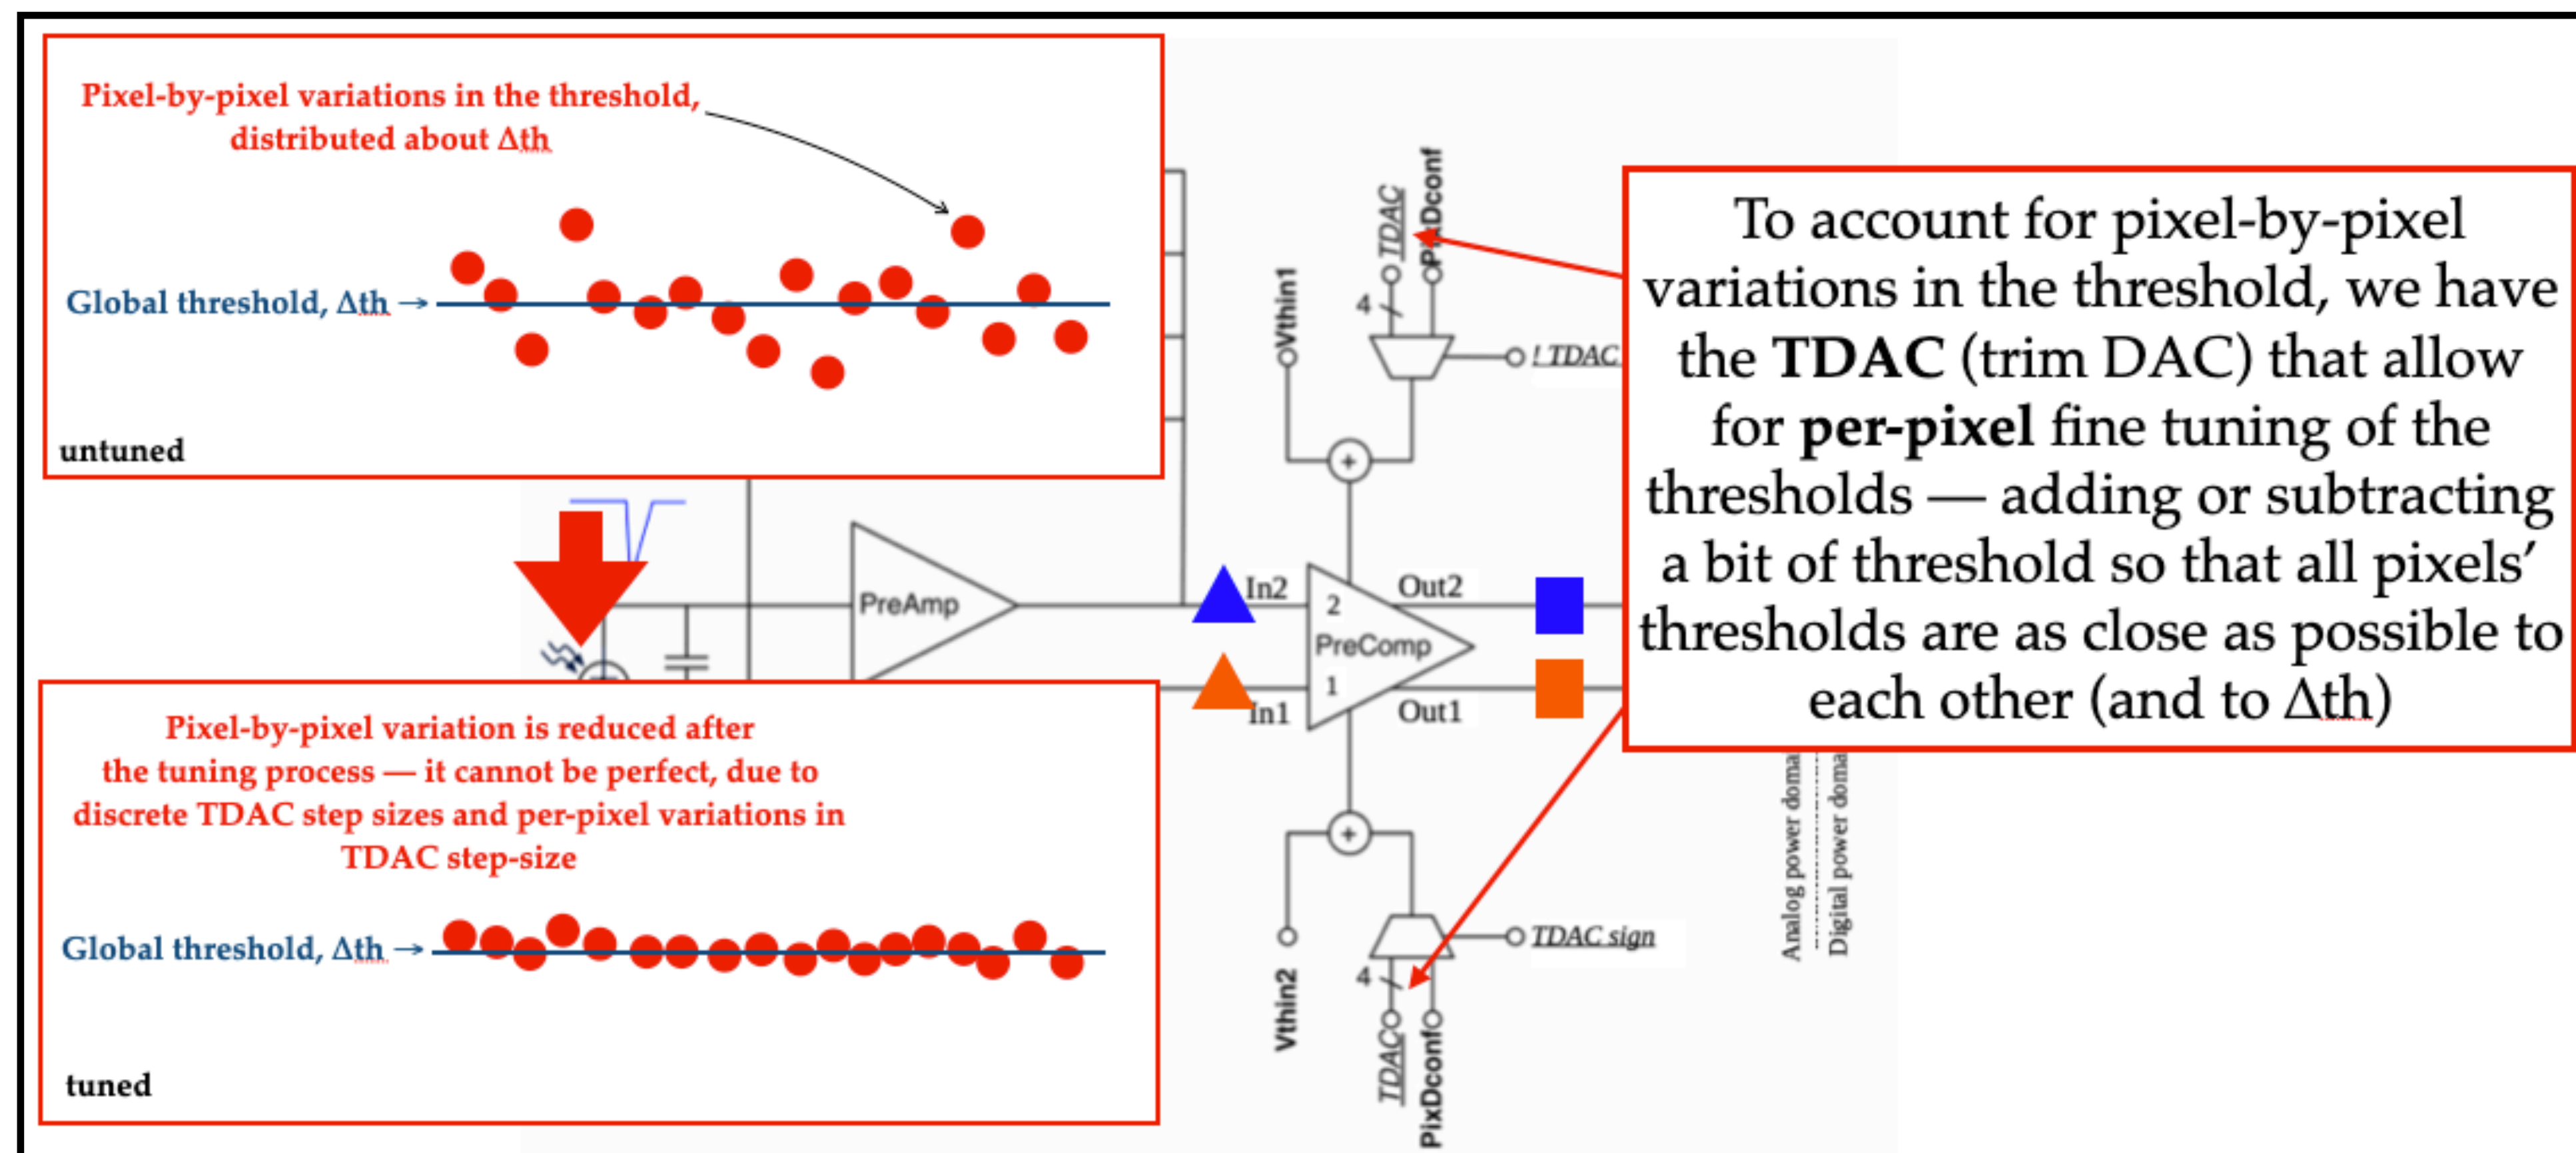 Pixel-by-pixel variations in the threshold,
distributed about Δth
Global threshold, Δth →
untuned
Pixel-by-pixel variation is reduced after
the tuning process — it cannot be perfect, due to
discrete TDAC step sizes and per-pixel variations in
TDAC step-size
Global threshold, Δth →
tuned
PreAmp
In2
In1
2
PreComp
1
Out2
Out1
Vthin1
TDAC
PixDconf
4
! TDAC
+
+
Vthin2
4
TDAC sign
TDAC
PixDconf
To account for pixel-by-pixel
variations in the threshold, we have
the TDAC (trim DAC) that allow
for per-pixel fine tuning of the
thresholds — adding or subtracting
a bit of threshold so that all pixels’
thresholds are as close as possible to
each other (and to Δth)
Analog power
Digital power